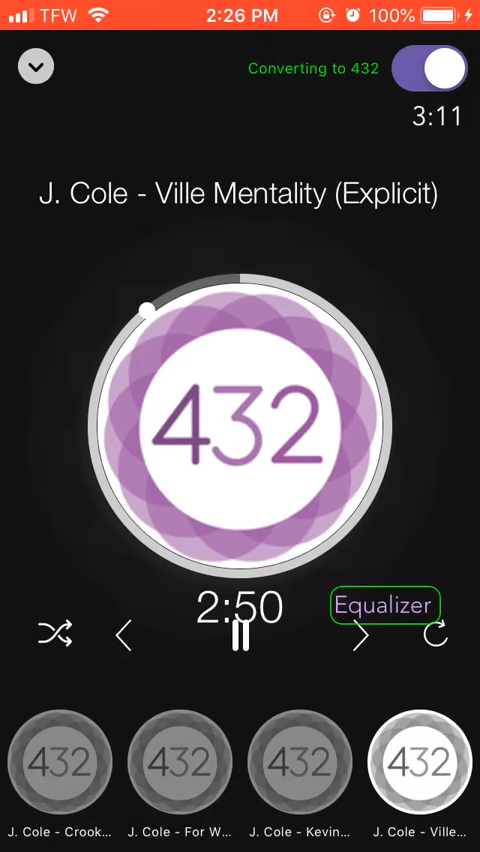 TFW 2:26 PM 100%
Converting to 432
3:11
J. Cole - Ville Mentality (Explicit)
432
2:50
Equalizer
432 432 432 432
J. Cole - Crook... J. Cole - For W... J. Cole - Kevin... J. Cole - Ville...